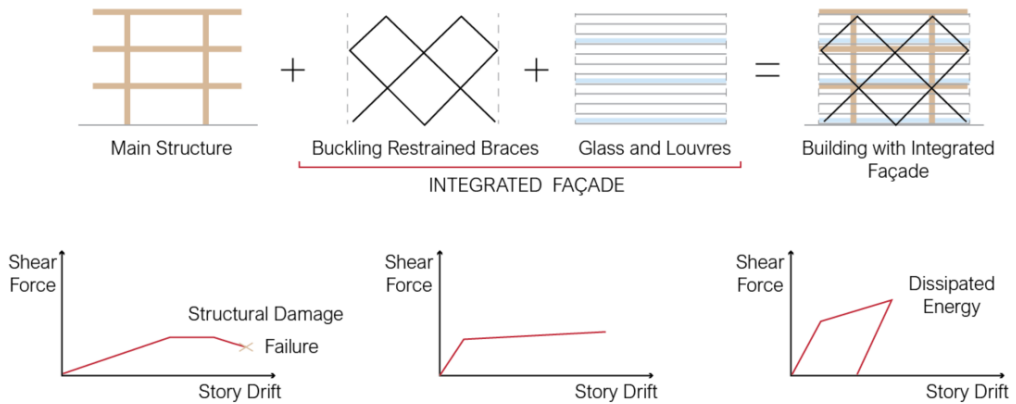 Main Structure
Buckling Restrained Braces
Glass and Louvres
Building with Integrated
Façade
INTEGRATED FAÇADE
Shear
Force
Structural Damage
Failure
Story Drift
Shear
Force
Story Drift
Shear
Force
Dissipated
Energy
Story Drift